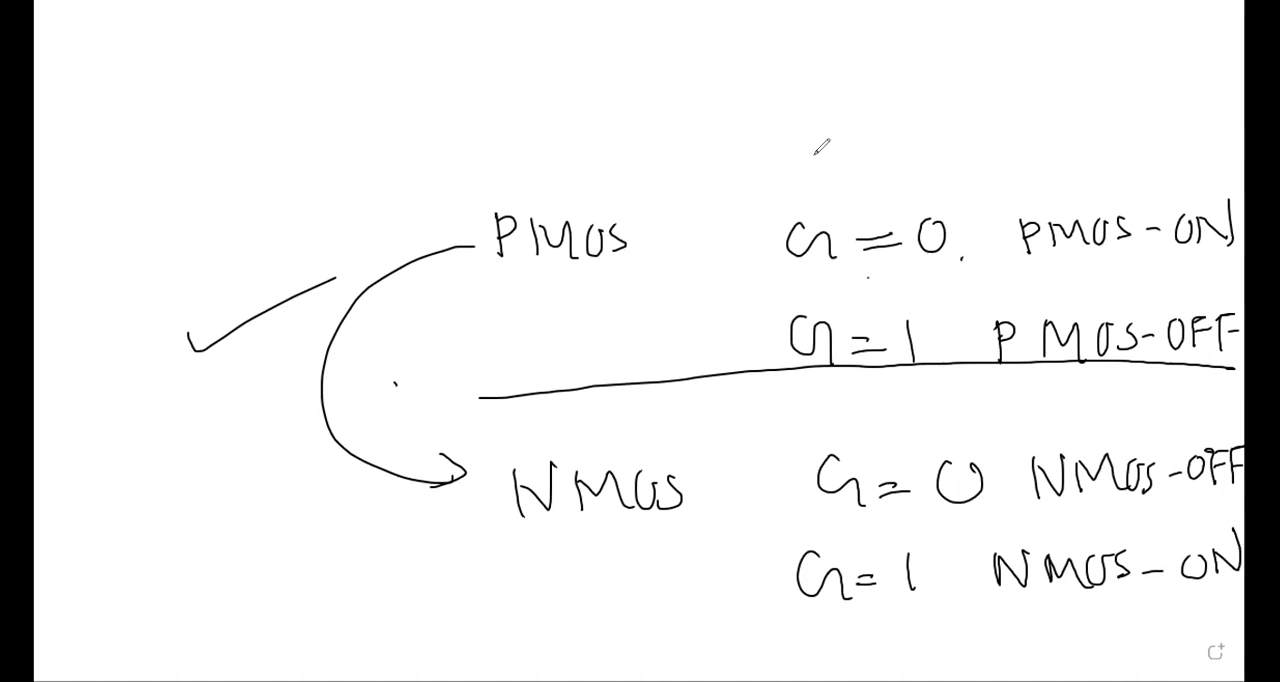 PMOS G=0. PMOS-ON
G=1 PMOS-OFF
NMOS G=0 NMOS-OFF
G=1 NMOS-ON